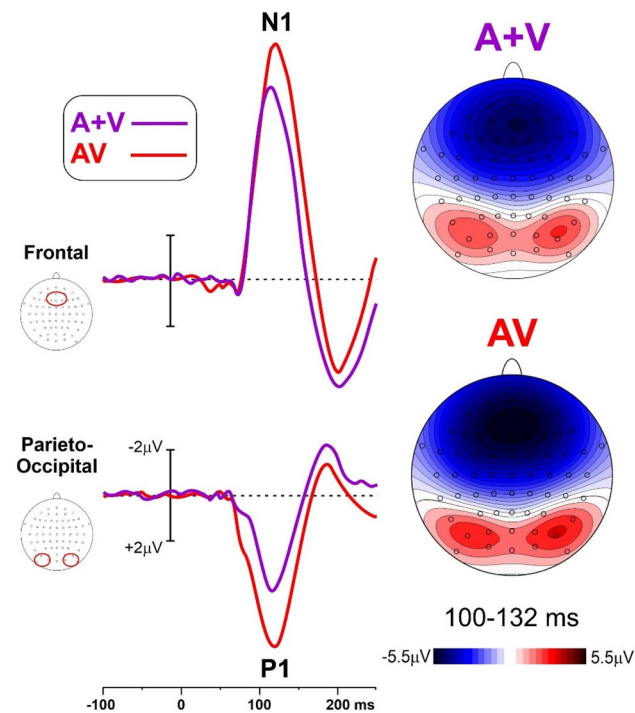 N1
A+V
A+V
AV
Frontal
AV
Parieto-
Occipital
-2µV
+2µV
P1
100-132 ms
-5.5µV 5.5µV
-100 0 100 200 ms